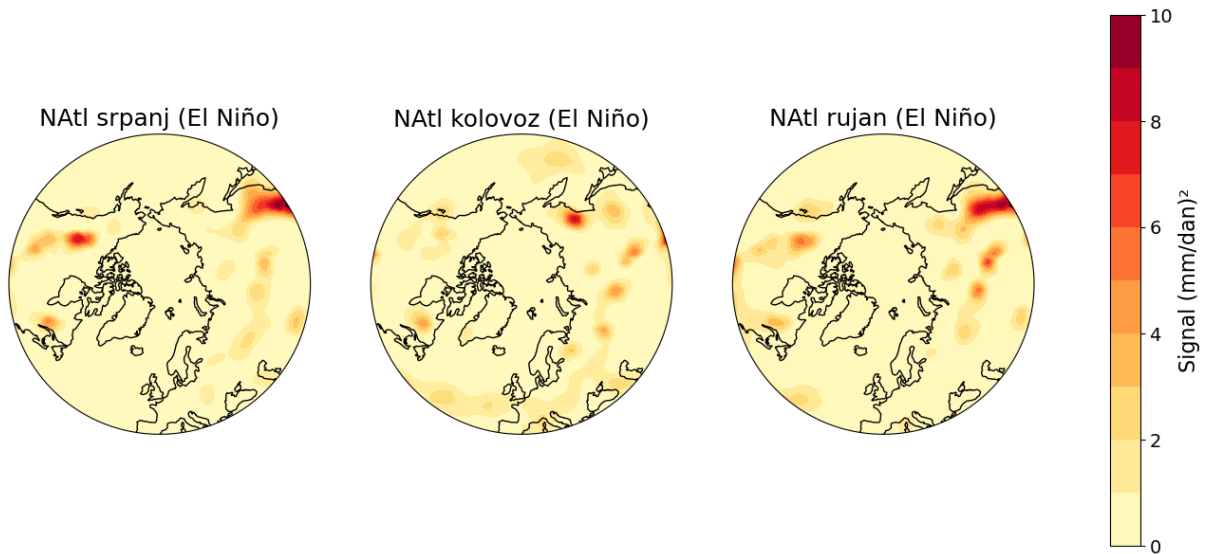 NAtl srpanj (El Niño)
NAtl kolovoz (El Niño)
NAtl rujan (El Niño)
10
8
6
4
2
0
Signal (mm/dan)²